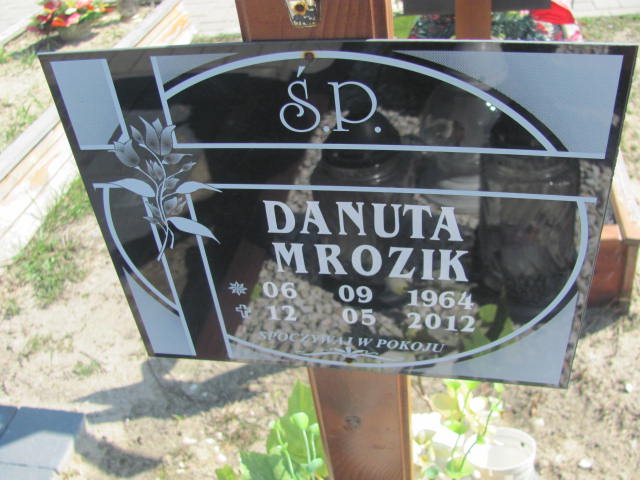 Ś.P.
DANUTA
MROZIK
06 09 1964
12 05 2012
SPOCZYWAJ W POKOJU